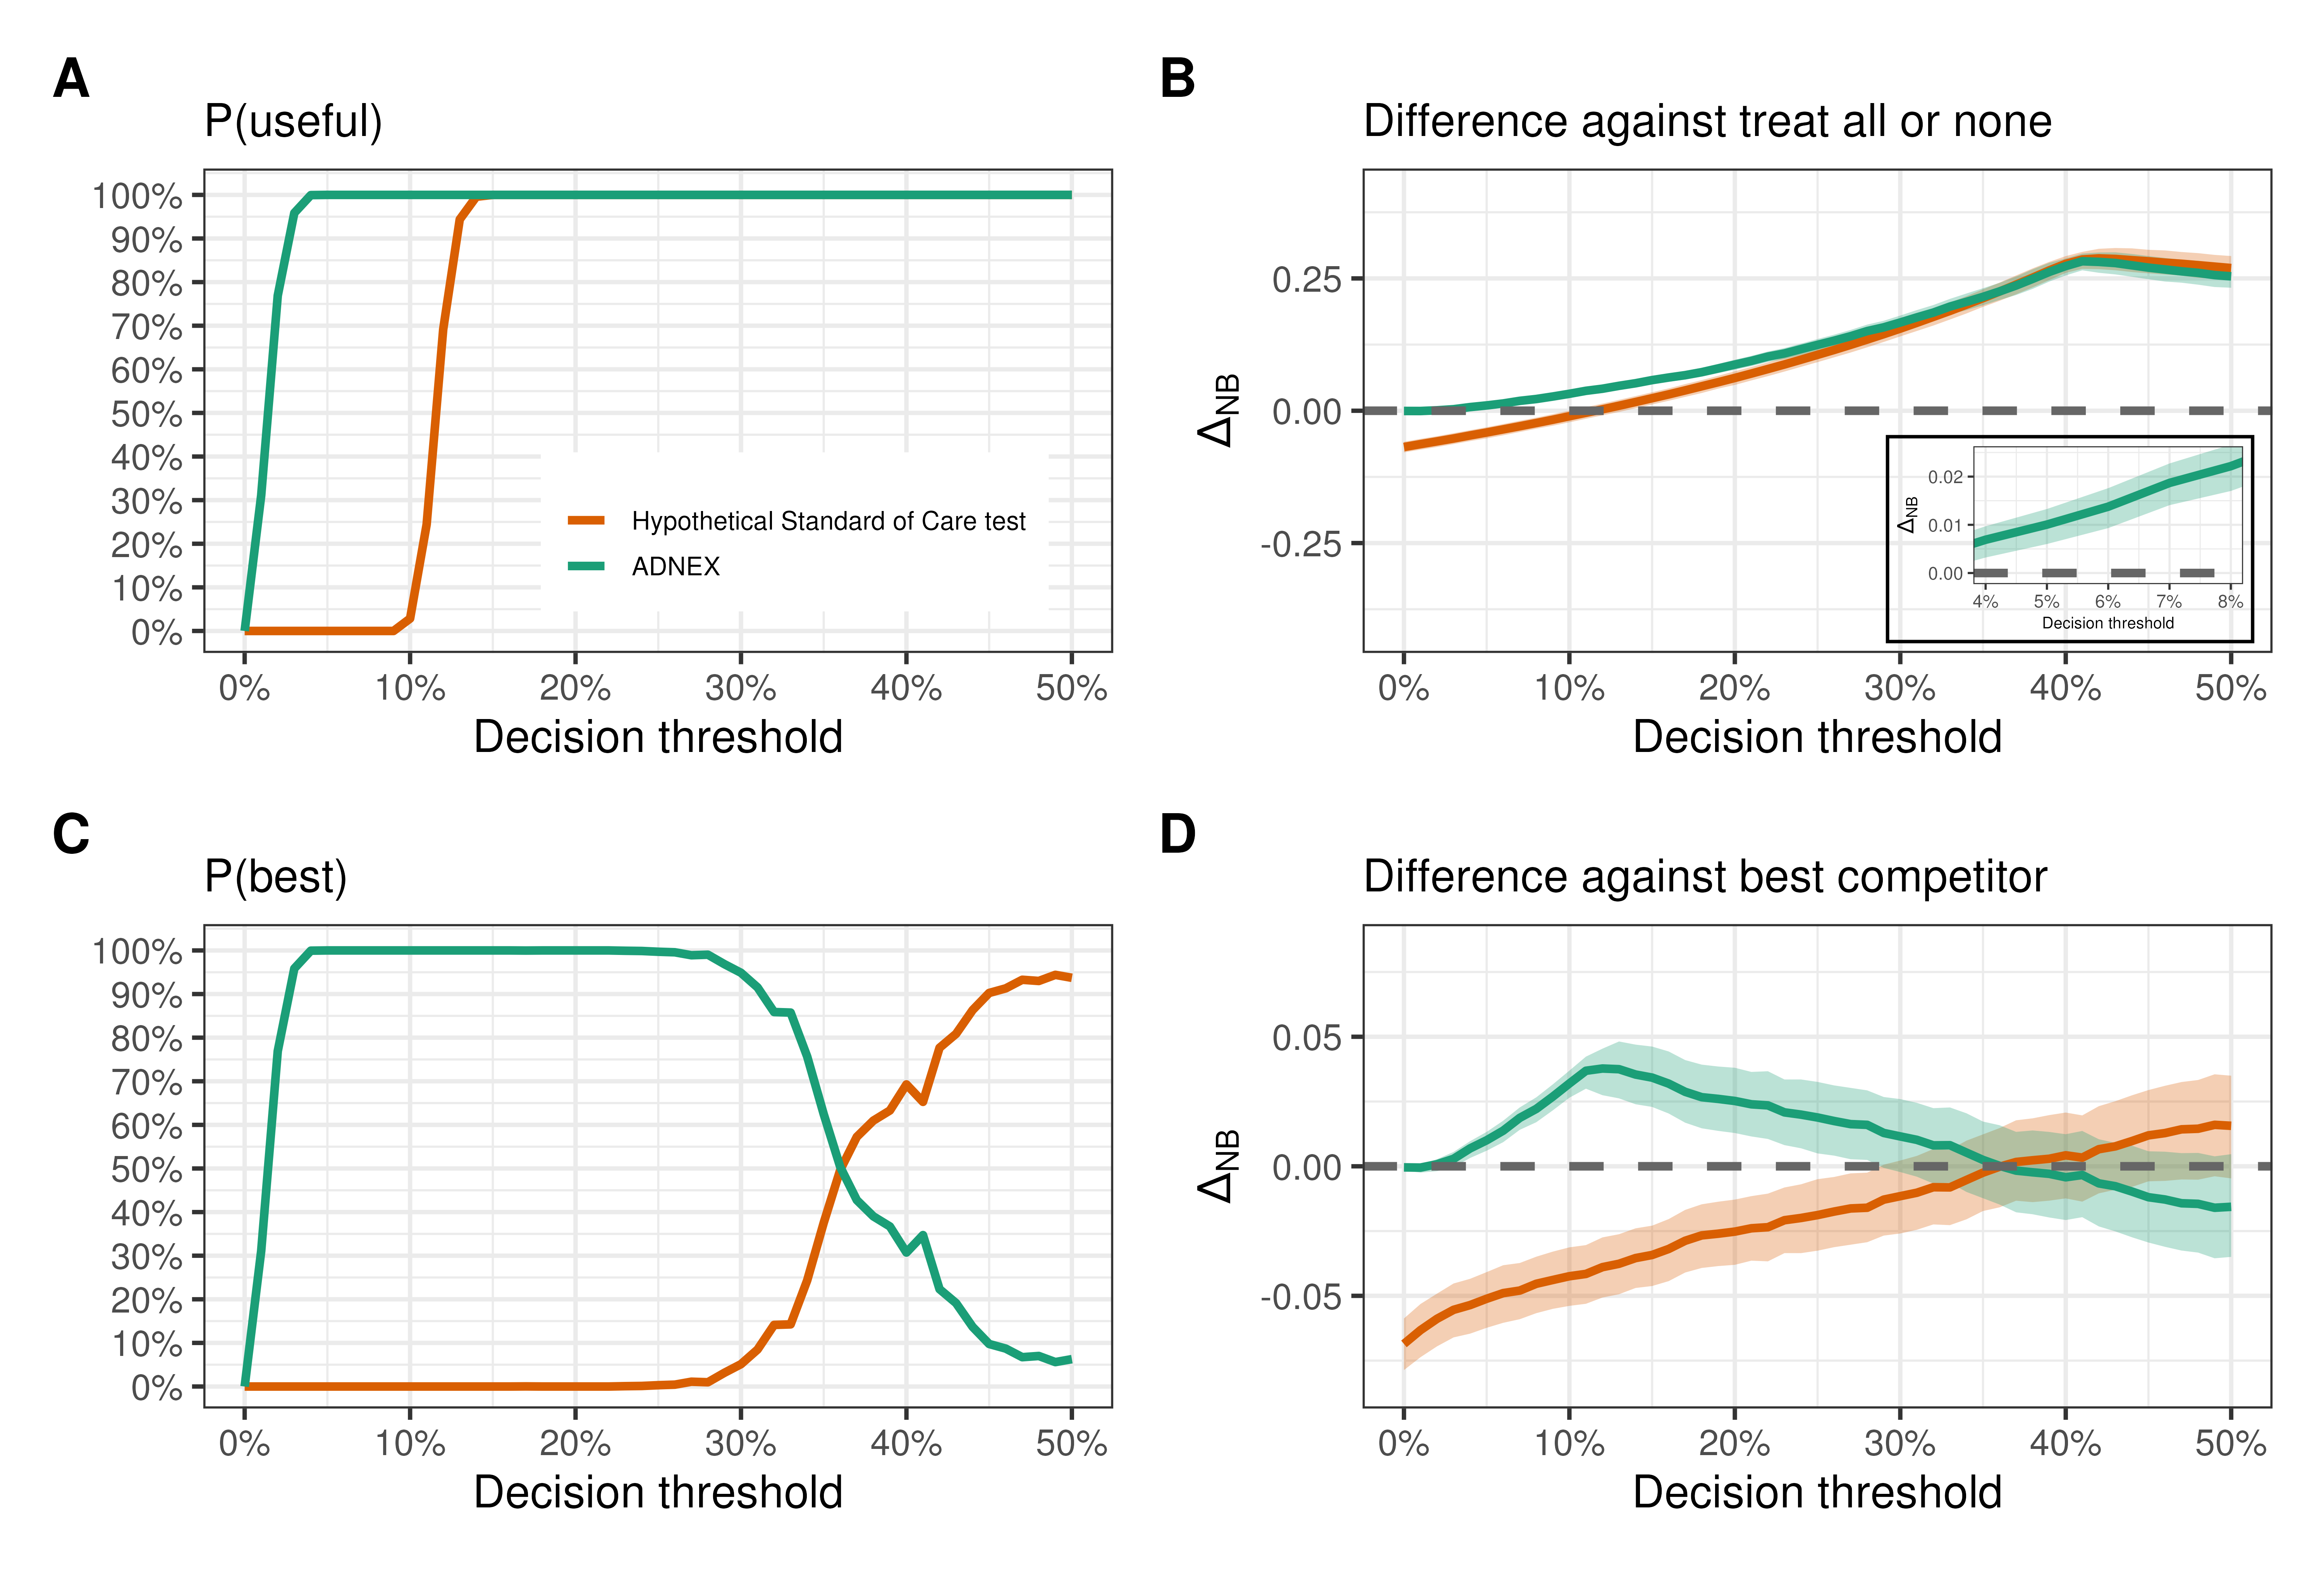 A
P(useful)
100%
90%
80%
70%
60%
50%
40%
30%
20%
10%
0%
Hypothetical Standard of Care test
ADNEX
0% 10% 20% 30% 40% 50%
Decision threshold
B
Difference against treat all or none
ΔNB
0.25
0.00
-0.25
ΔNB
0.02
0.01
0.00
4% 5% 6% 7% 8%
Decision threshold
0% 10% 20% 30% 40% 50%
Decision threshold
C
P(best)
100%
90%
80%
70%
60%
50%
40%
30%
20%
10%
0%
0% 10% 20% 30% 40% 50%
Decision threshold
D
Difference against best competitor
ΔNB
0.05
0.00
-0.05
0% 10% 20% 30% 40% 50%
Decision threshold